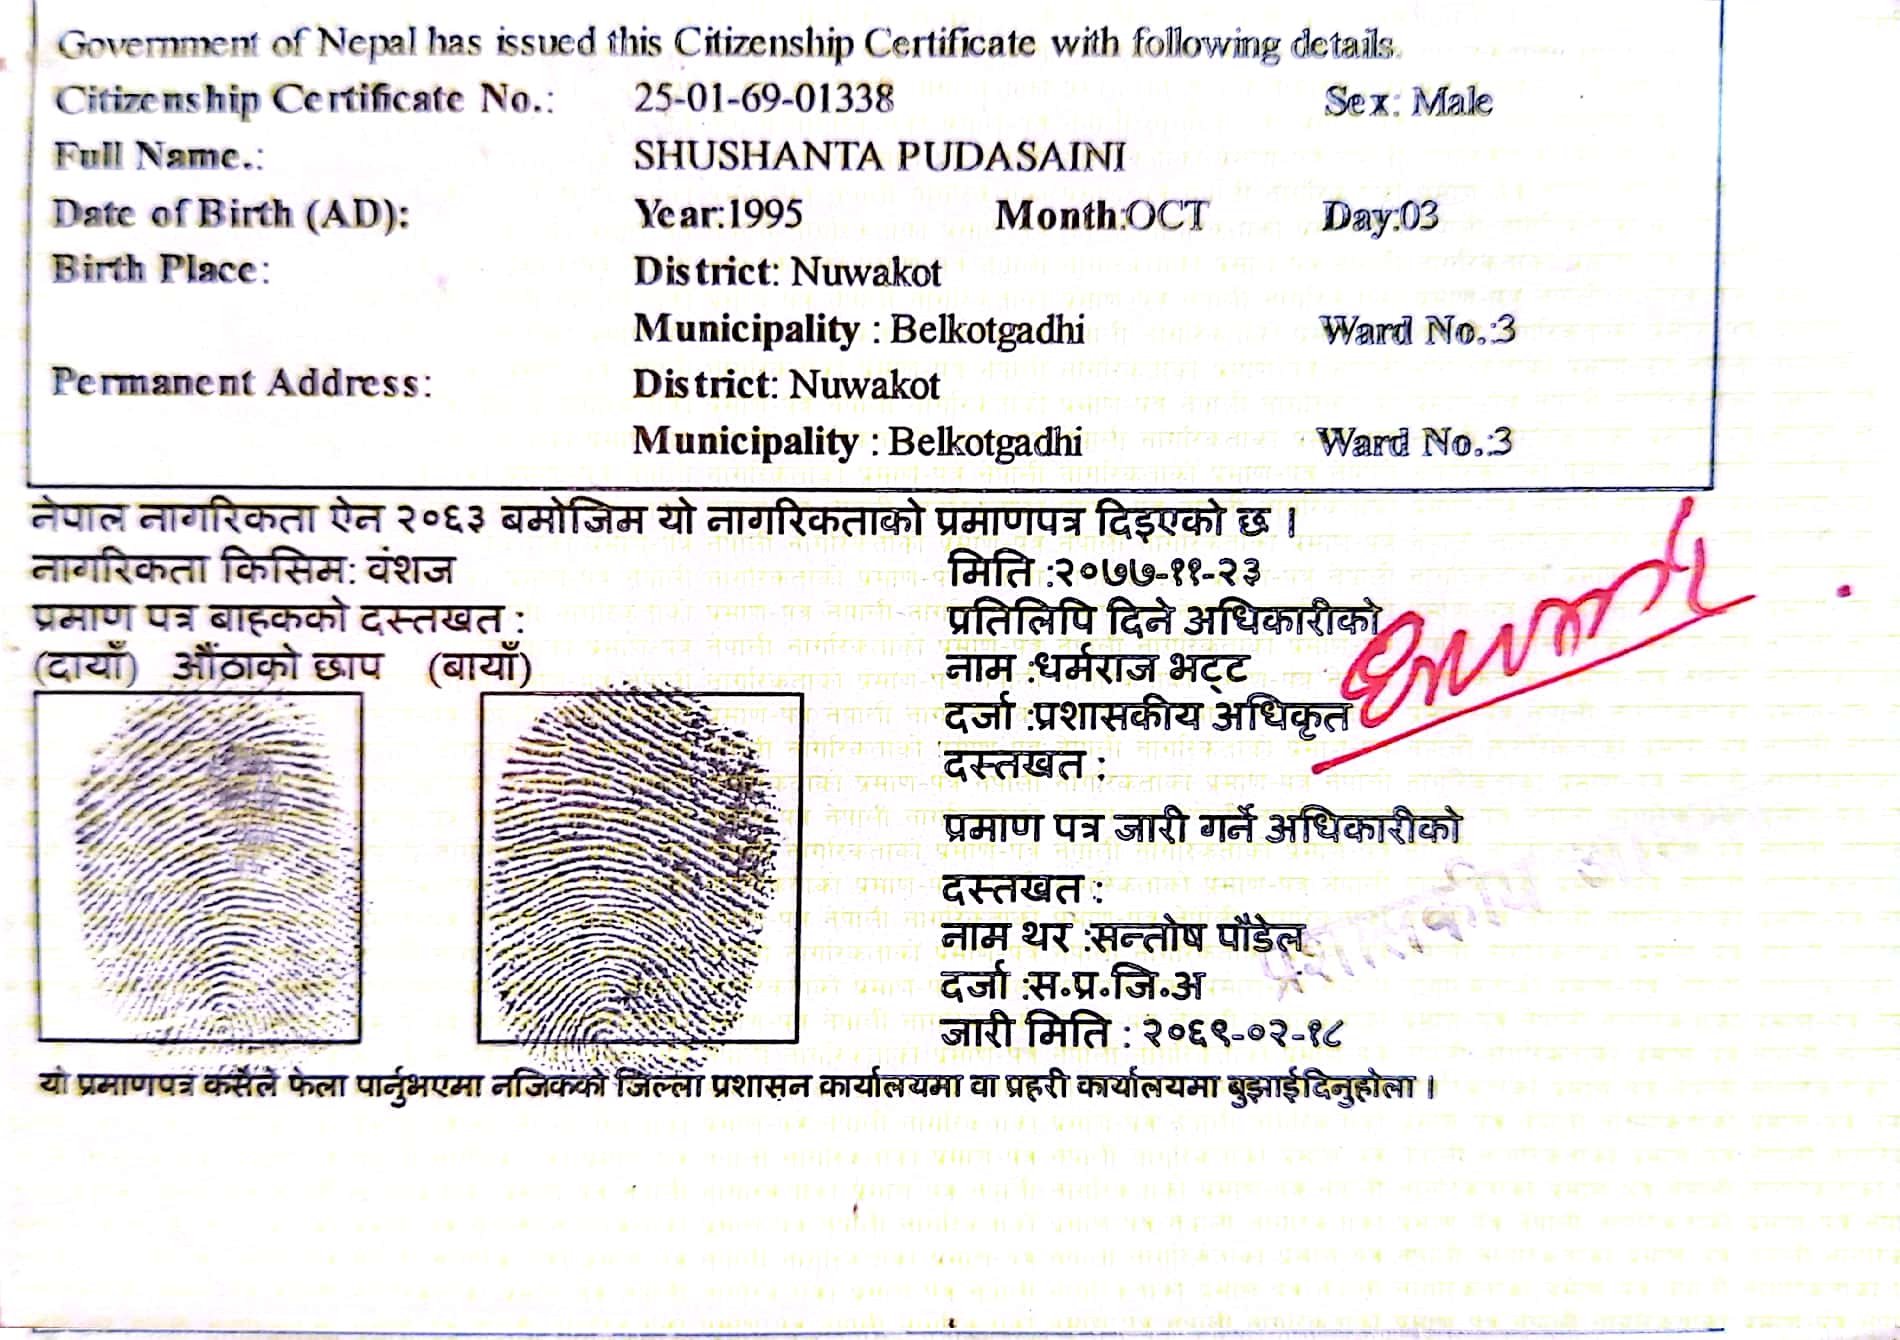 Government of Nepal has issued this Citizenship Certificate with following details.
Citizenship Certificate No.: 25-01-69-01338 Sex: Male
Full Name.: SHUSHANTA PUDASAINI
Date of Birth (AD): Year:1995 Month:OCT Day:03
Birth Place: District: Nuwakot
Municipality : Belkotgadhi Ward No.:3
Permanent Address: District: Nuwakot
Municipality : Belkotgadhi Ward No.:3
नेपाल नागरिकता ऐन २०६३ बमोजिम यो नागरिकताको प्रमाणपत्र दिइएको छ ।
नागरिकता किसिम: वंशज मिति :२०७७-११-२३
प्रमाण पत्र बाहकको दस्तखत : प्रतिलिपि दिने अधिकारीको
(दायाँ) औंठाको छाप (बायाँ) नाम :धर्मराज भट्ट
दर्जा :प्रशासकीय अधिकृत
दस्तखत :
प्रमाण पत्र जारी गर्ने अधिकारीको
दस्तखत :
नाम थर :सन्तोष पौडेल
दर्जा :स.प्र.जि.अ
जारी मिति : २०६९-०२-१८
यो प्रमाणपत्र कसैले फेला पार्नुभएमा नजिकको जिल्ला प्रशासन कार्यालयमा वा प्रहरी कार्यालयमा बुझाईदिनुहोला ।